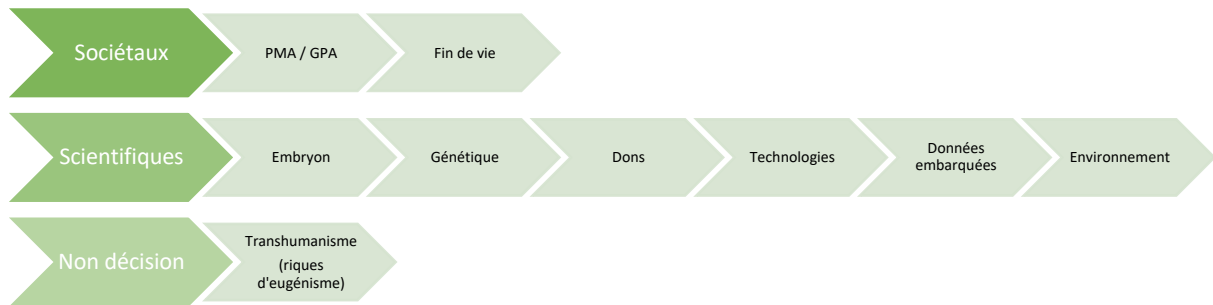 Sociétaux
PMA / GPA
Fin de vie
Scientifiques
Embryon
Génétique
Dons
Technologies
Données
embarquées
Environnement
Non décision
Transhumanisme
(riques
d'eugénisme)